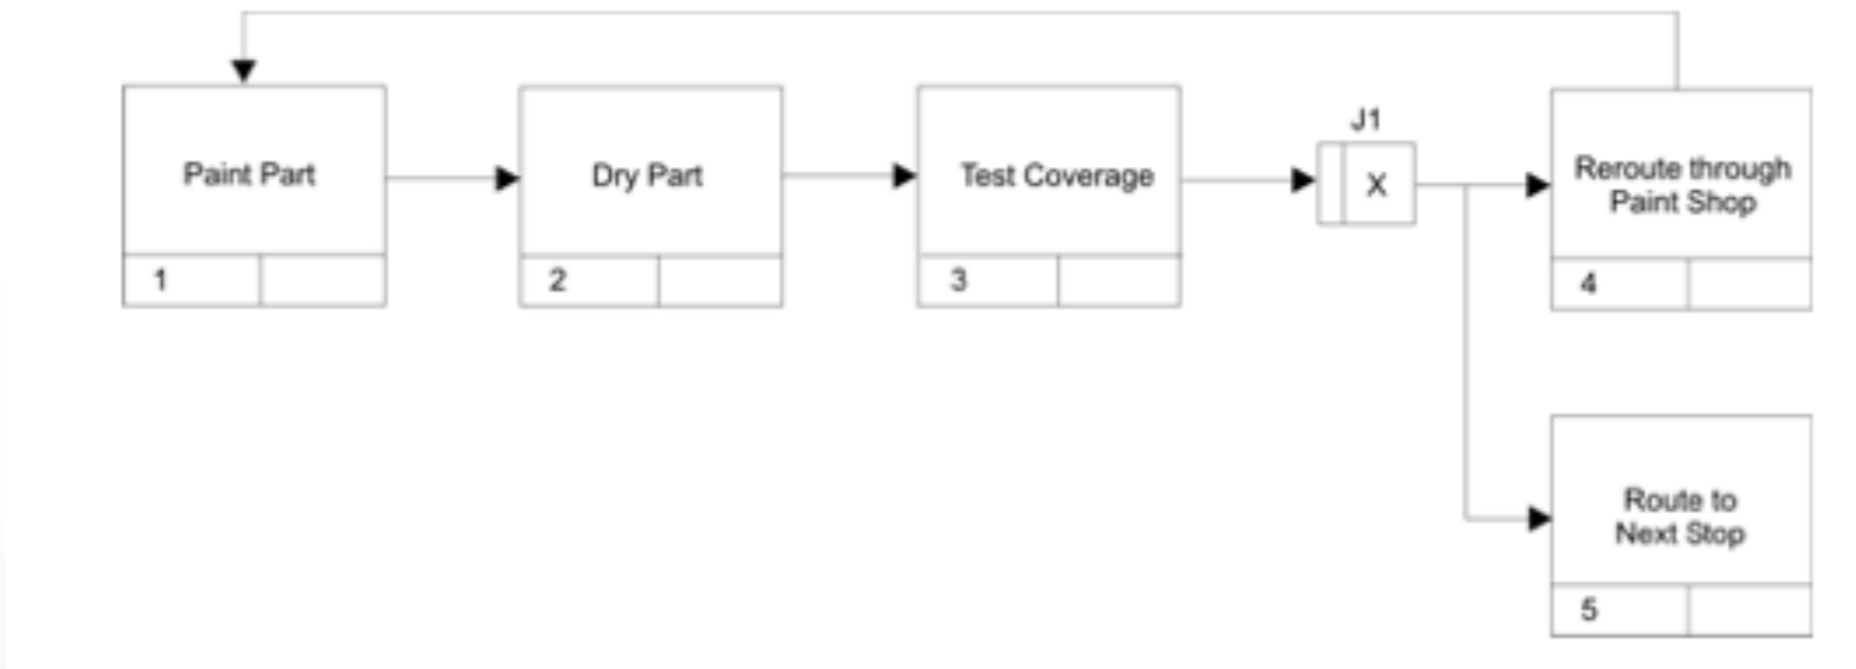 J1
Paint Part
Dry Part
Test Coverage
X
Reroute through
Paint Shop
1
2
3
4
Route to
Next Stop
5